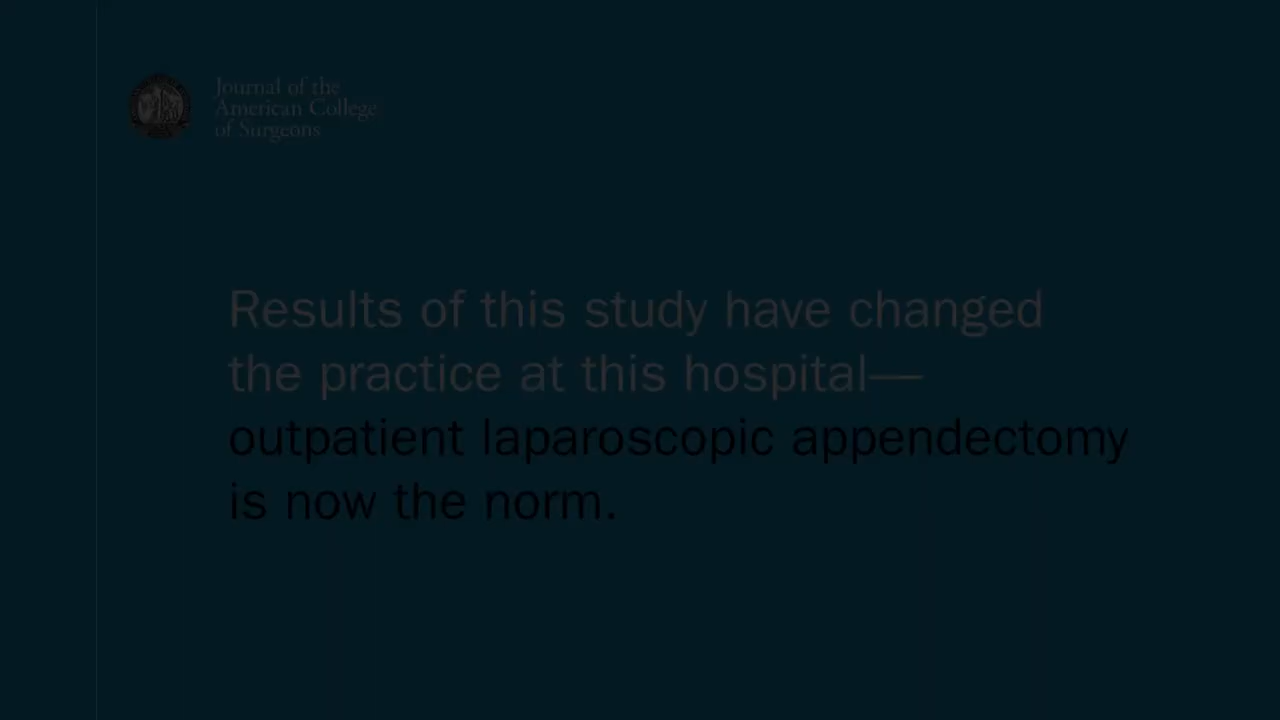 Journal of the
American College
of Surgeons
Results of this study have changed
the practice at this hospital—
outpatient laparoscopic appendectomy
is now the norm.